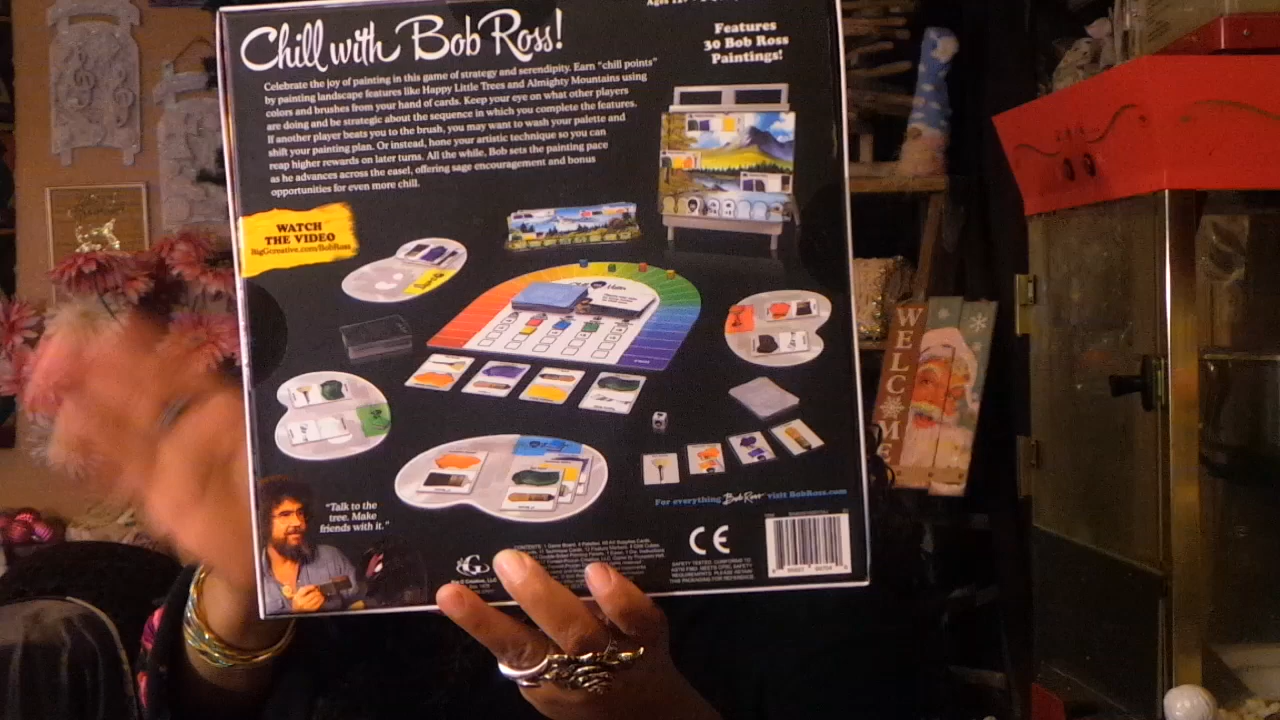 Chill with Bob Ross!
Celebrate the joy of painting in this game of strategy and serendipity. Earn "chill points"
by painting landscape features like Happy Little Trees and Almighty Mountains using
colors and brushes from your hand of cards. Keep your eye on what other players
are doing and be strategic about the sequence in which you complete the features.
If another player beats you to the brush, you may want to wash your palette and
shift your painting plan. Or instead, hone your artistic technique so you can
reap higher rewards on later turns. All the while, Bob sets the painting pace
as he advances across the easel, offering sage encouragement and bonus
opportunities for even more chill.
Features
30 Bob Ross
Paintings!
WATCH
THE VIDEO
BigGcreative.com/BobRoss
"Talk to the
tree. Make
friends with it."
For everything Bob Ross visit BobRoss.com
CE
SAFETY TESTED. CONFORMS TO
WELCOME